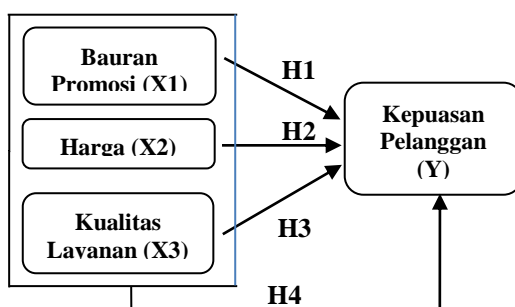 Bauran
Promosi (X1)
H1
Harga (X2)
H2
Kepuasan
Pelanggan
(Y)
Kualitas
Layanan (X3)
H3
H4